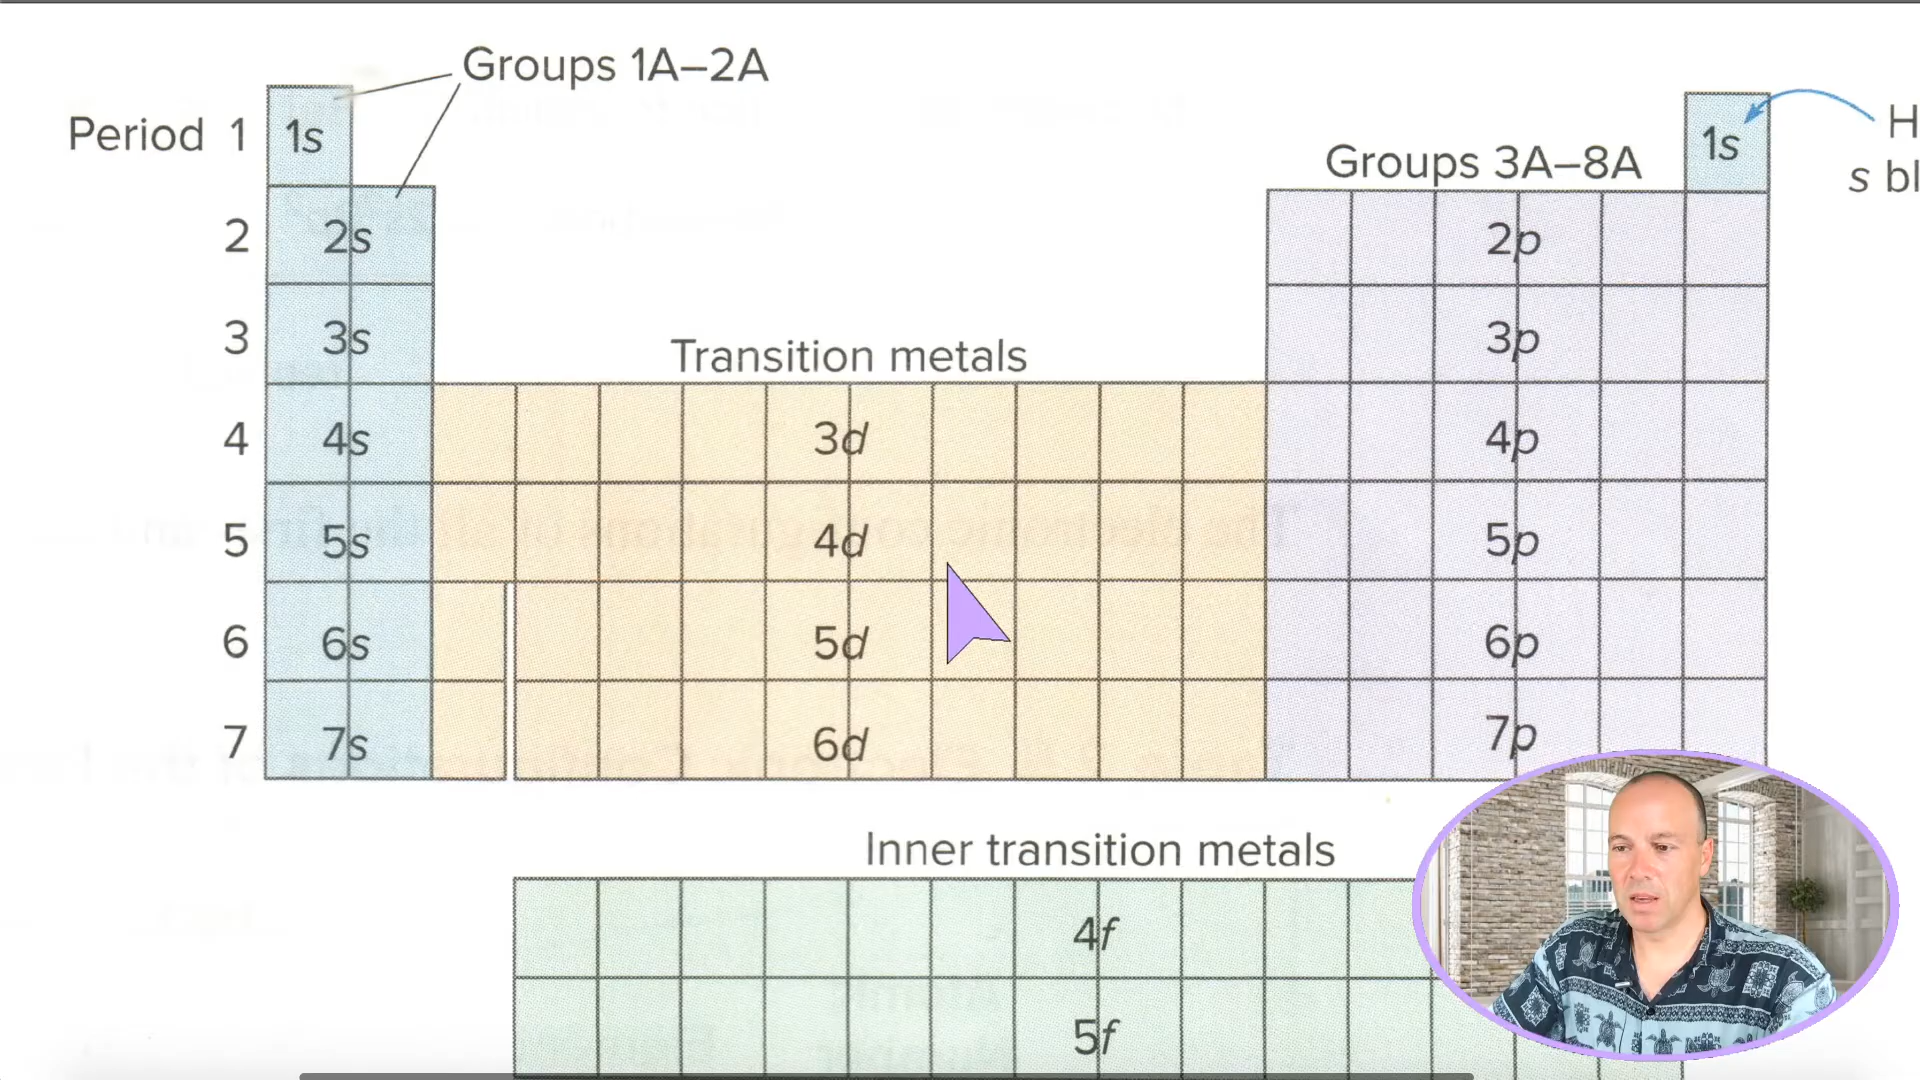 Groups 1A–2A
Period 1 1s 1s H
Groups 3A–8A s bl
2 2s 2p
3 3s 3p
Transition metals
4 4s 3d 4p
5 5s 4d 5p
6 6s 5d 6p
7 7s 6d 7p
Inner transition metals
4f
5f